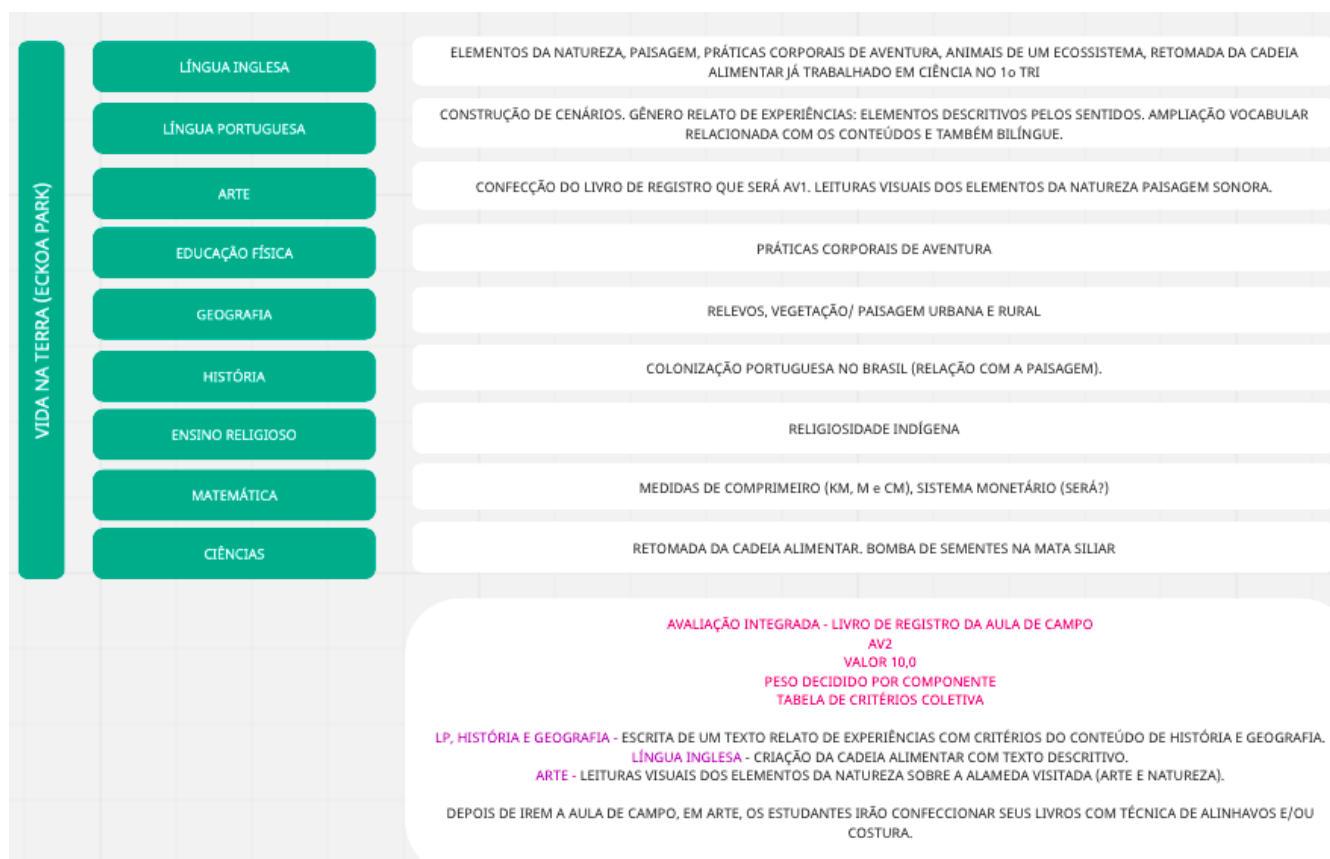 VIDA NA TERRA (ECKOA PARK)
LÍNGUA INGLESA
ELEMENTOS DA NATUREZA, PAISAGEM, PRÁTICAS CORPORAIS DE AVENTURA, ANIMAIS DE UM ECOSSISTEMA, RETOMADA DA CADEIA
ALIMENTAR JÁ TRABALHADO EM CIÊNCIA NO 1o TRI
LÍNGUA PORTUGUESA
CONSTRUÇÃO DE CENÁRIOS. GÊNERO RELATO DE EXPERIÊNCIAS: ELEMENTOS DESCRITIVOS PELOS SENTIDOS. AMPLIAÇÃO VOCABULAR
RELACIONADA COM OS CONTEÚDOS E TAMBÉM BILÍNGUE.
ARTE
CONFECÇÃO DO LIVRO DE REGISTRO QUE SERÁ AV1. LEITURAS VISUAIS DOS ELEMENTOS DA NATUREZA PAISAGEM SONORA.
EDUCAÇÃO FÍSICA
PRÁTICAS CORPORAIS DE AVENTURA
GEOGRAFIA
RELEVOS, VEGETAÇÃO/ PAISAGEM URBANA E RURAL
HISTÓRIA
COLONIZAÇÃO PORTUGUESA NO BRASIL (RELAÇÃO COM A PAISAGEM).
ENSINO RELIGIOSO
RELIGIOSIDADE INDÍGENA
MATEMÁTICA
MEDIDAS DE COMPRIMEIRO (KM, M e CM), SISTEMA MONETÁRIO (SERÁ?)
CIÊNCIAS
RETOMADA DA CADEIA ALIMENTAR. BOMBA DE SEMENTES NA MATA SILIAR
AVALIAÇÃO INTEGRADA - LIVRO DE REGISTRO DA AULA DE CAMPO
AV2
VALOR 10,0
PESO DECIDIDO POR COMPONENTE
TABELA DE CRITÉRIOS COLETIVA
LP, HISTÓRIA E GEOGRAFIA - ESCRITA DE UM TEXTO RELATO DE EXPERIÊNCIAS COM CRITÉRIOS DO CONTEÚDO DE HISTÓRIA E GEOGRAFIA.
LÍNGUA INGLESA - CRIAÇÃO DA CADEIA ALIMENTAR COM TEXTO DESCRITIVO.
ARTE - LEITURAS VISUAIS DOS ELEMENTOS DA NATUREZA SOBRE A ALAMEDA VISITADA (ARTE E NATUREZA).
DEPOIS DE IREM A AULA DE CAMPO, EM ARTE, OS ESTUDANTES IRÃO CONFECCIONAR SEUS LIVROS COM TÉCNICA DE ALINHAVOS E/OU
COSTURA.